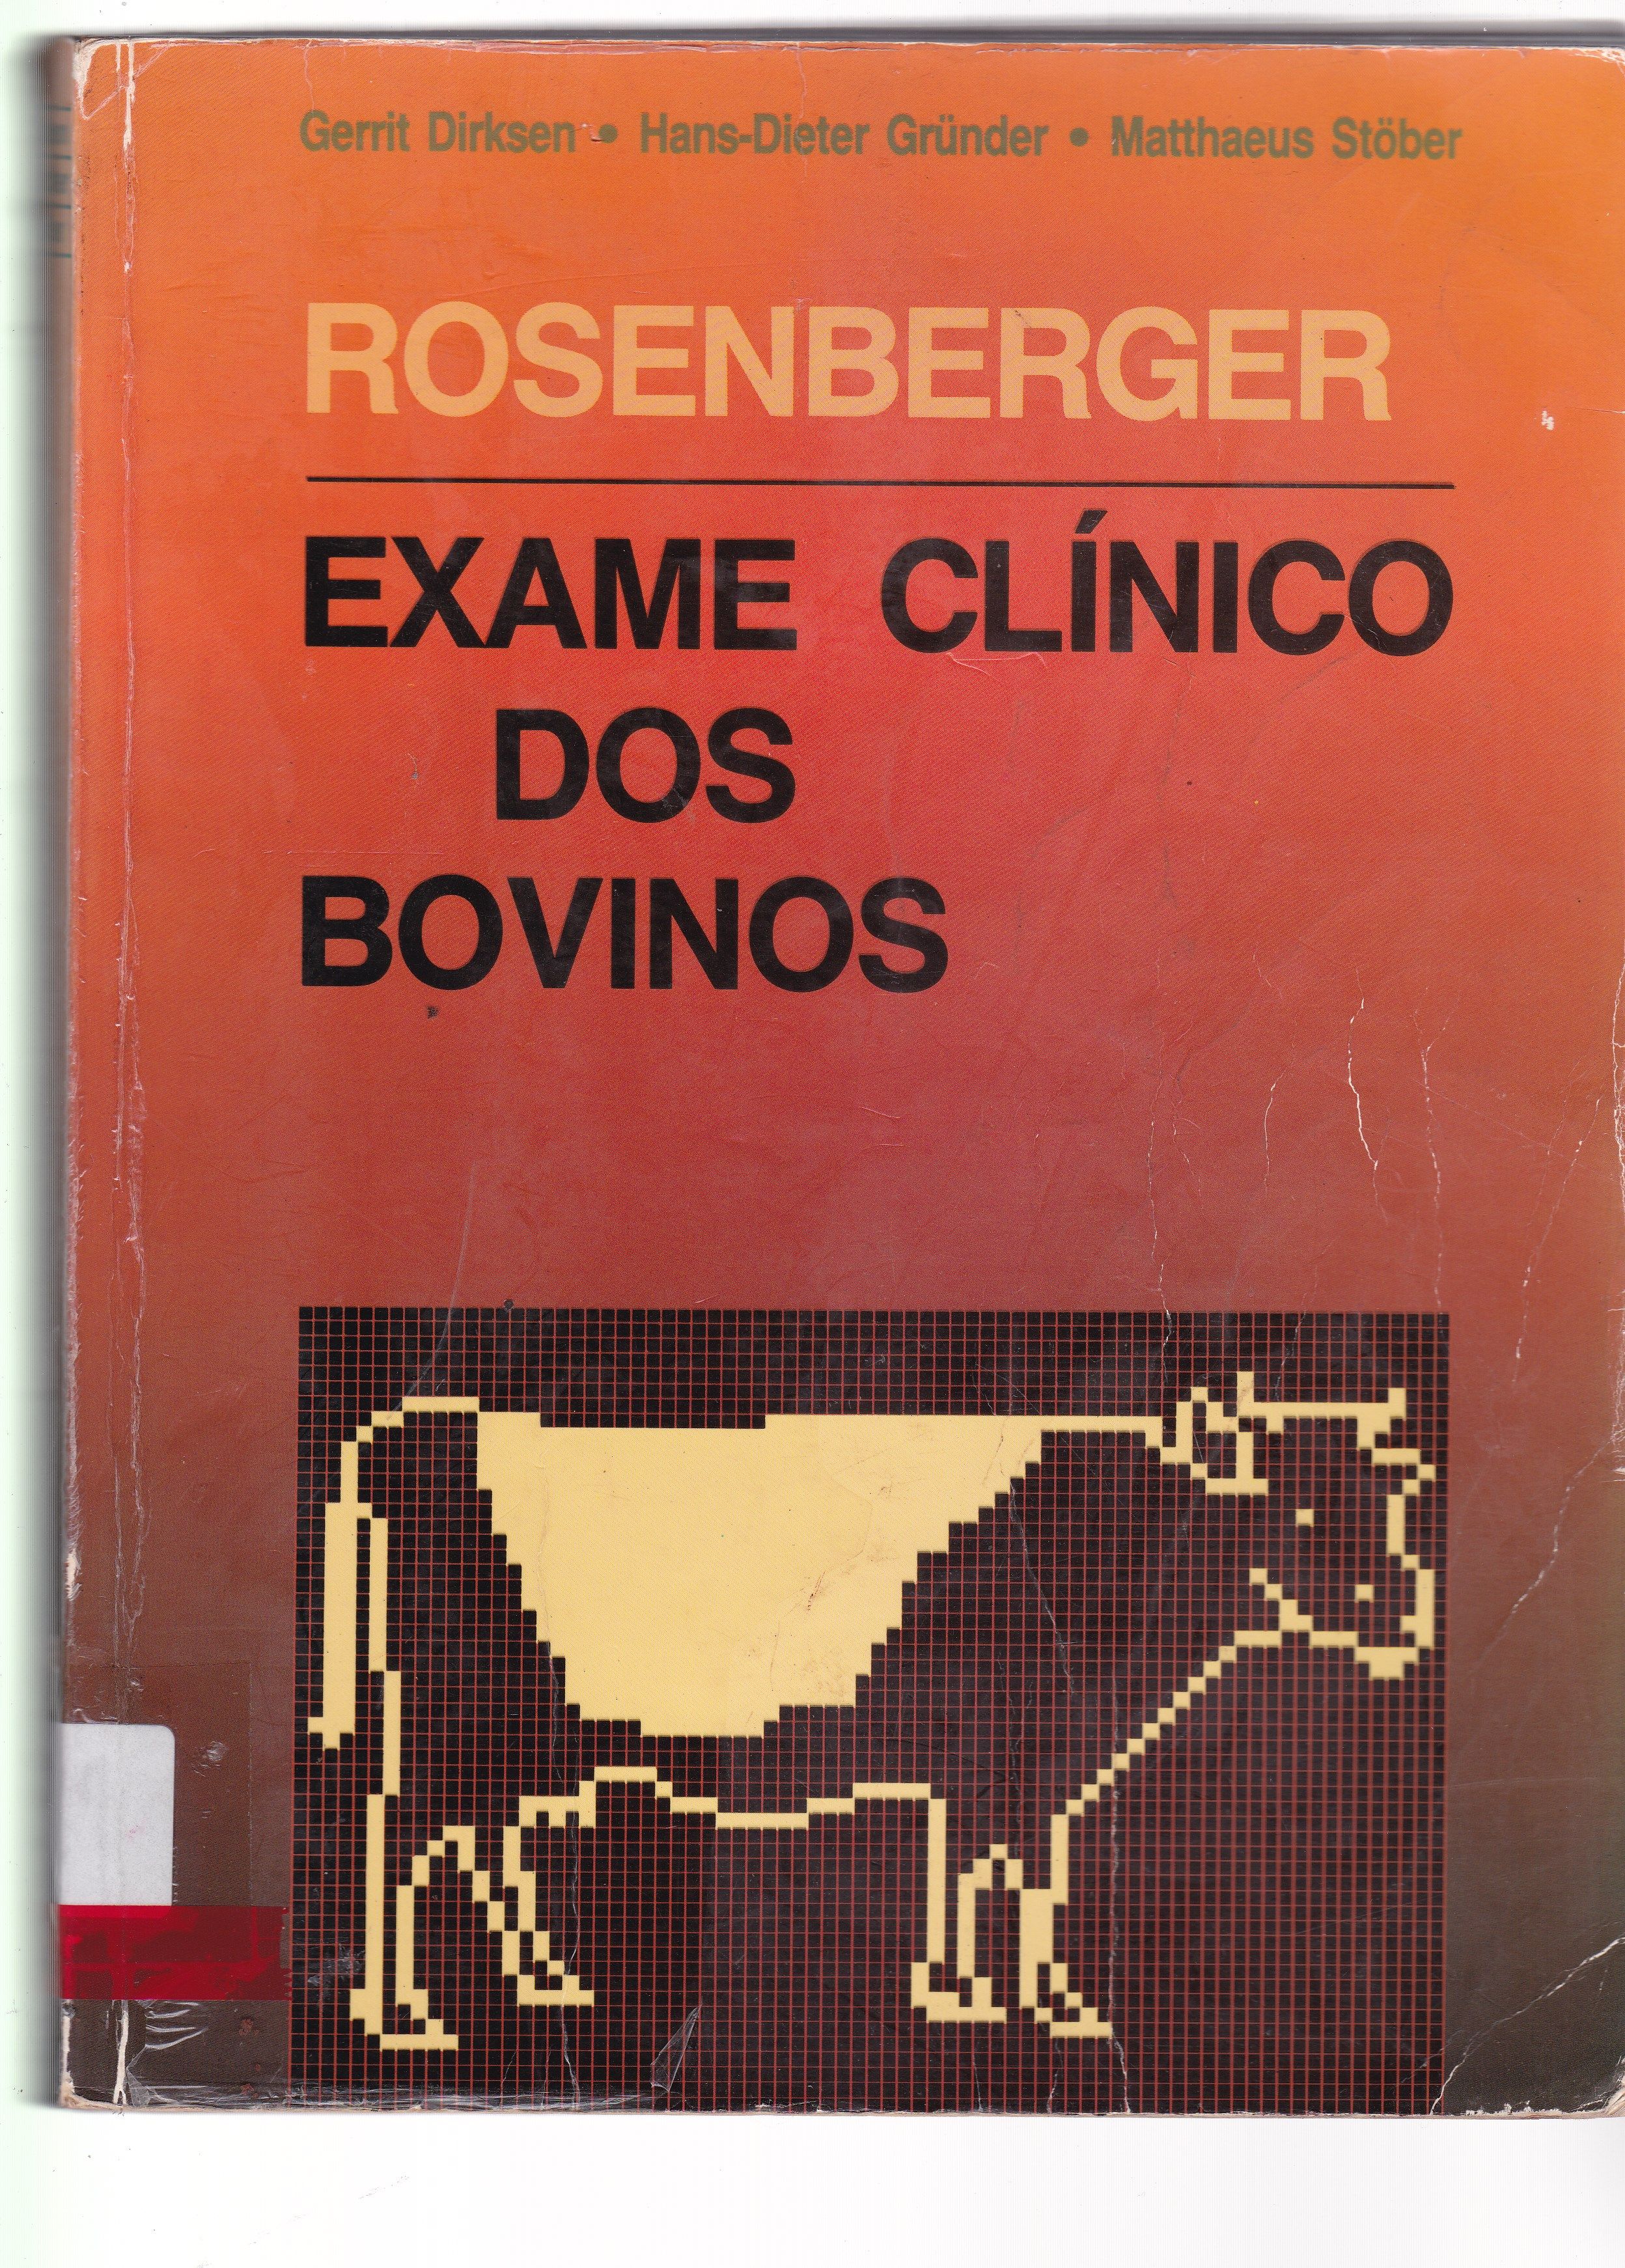 Gerrit Dirksen • Hans-Dieter Gründer • Matthaeus Stöber
ROSENBERGER
EXAME CLÍNICO
DOS
BOVINOS